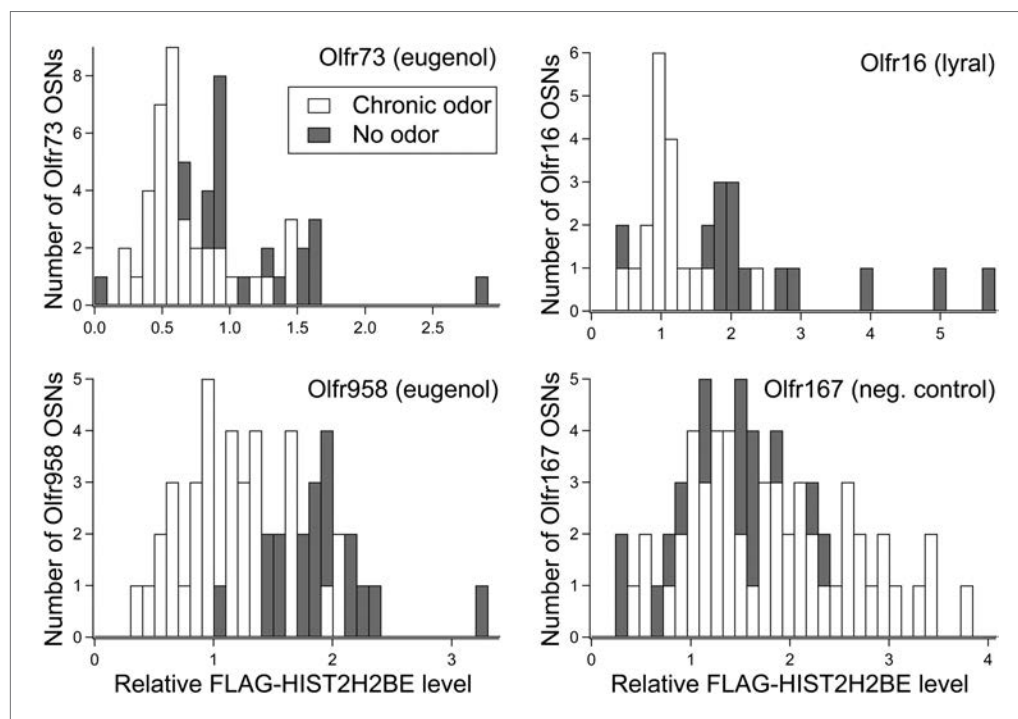 Olfr73 (eugenol)
Chronic odor
No odor
Number of Olfr73 OSNs
8
6
4
2
0
0.0 0.5 1.0 1.5 2.0 2.5
Olfr16 (lyral)
Number of Olfr16 OSNs
6
5
4
3
2
1
0
0 1 2 3 4 5
Olfr958 (eugenol)
Number of Olfr958 OSNs
5
4
3
2
1
0
0 1 2 3
Relative FLAG-HIST2H2BE level
Olfr167 (neg. control)
Number of Olfr167 OSNs
5
4
3
2
1
0
0 1 2 3 4
Relative FLAG-HIST2H2BE level